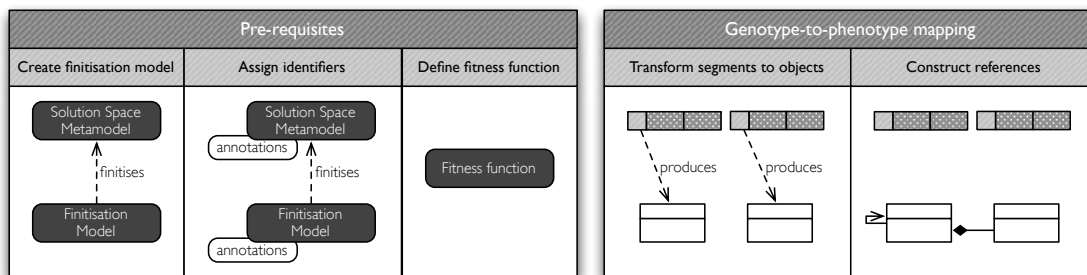 Pre-requisites
Create finitisation model
Assign identifiers
Define fitness function
Solution Space
Metamodel
finitises
Finitisation
Model
Solution Space
Metamodel
annotations
finitises
Finitisation
Model
annotations
Fitness function
Genotype-to-phenotype mapping
Transform segments to objects
Construct references
produces
produces